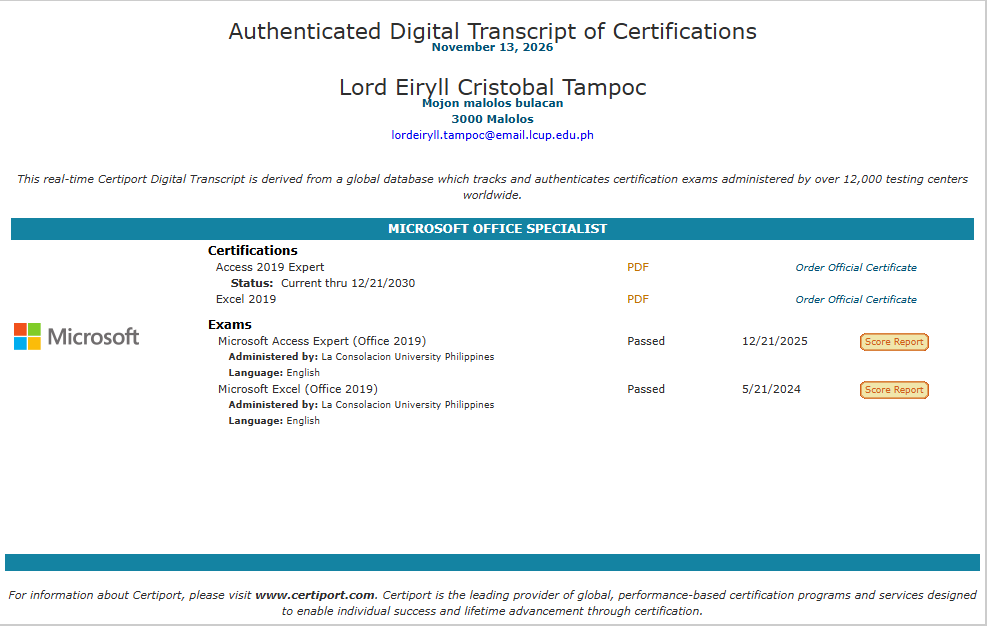 Authenticated Digital Transcript of Certifications
November 13, 2026
Lord Eiryll Cristobal Tampoc
Mojon malolos bulacan
3000 Malolos
lordeiryll.tampoc@email.lcup.edu.ph
This real-time Certiport Digital Transcript is derived from a global database which tracks and authenticates certification exams administered by over 12,000 testing centers
worldwide.
MICROSOFT OFFICE SPECIALIST
Certifications
Access 2019 Expert PDF Order Official Certificate
Status: Current thru 12/21/2030
Excel 2019 PDF Order Official Certificate
Microsoft
Exams
Microsoft Access Expert (Office 2019) Passed 12/21/2025 Score Report
Administered by: La Consolacion University Philippines
Language: English
Microsoft Excel (Office 2019) Passed 5/21/2024 Score Report
Administered by: La Consolacion University Philippines
Language: English
For information about Certiport, please visit www.certiport.com. Certiport is the leading provider of global, performance-based certification programs and services designed
to enable individual success and lifetime advancement through certification.